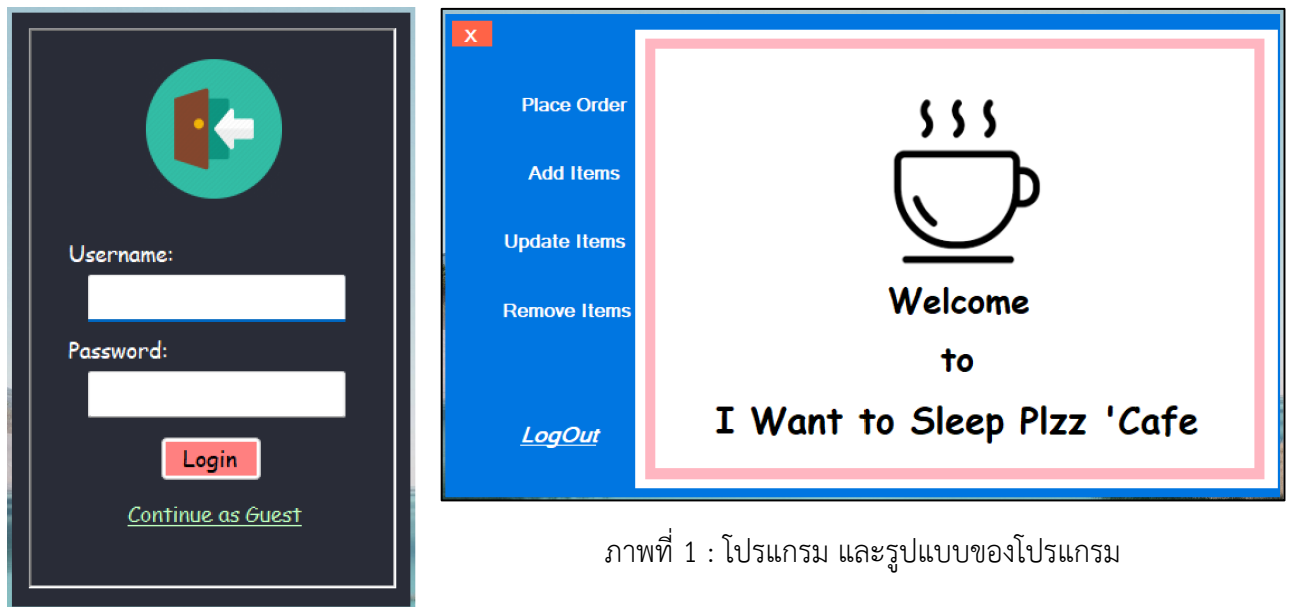 Username:
Password:
Login
Continue as Guest
X
Place Order
Add Items
Update Items
Remove Items
LogOut
Welcome
to
I Want to Sleep Plzz 'Cafe
ภาพที่ 1 : โปรแกรม และรูปแบบของโปรแกรม